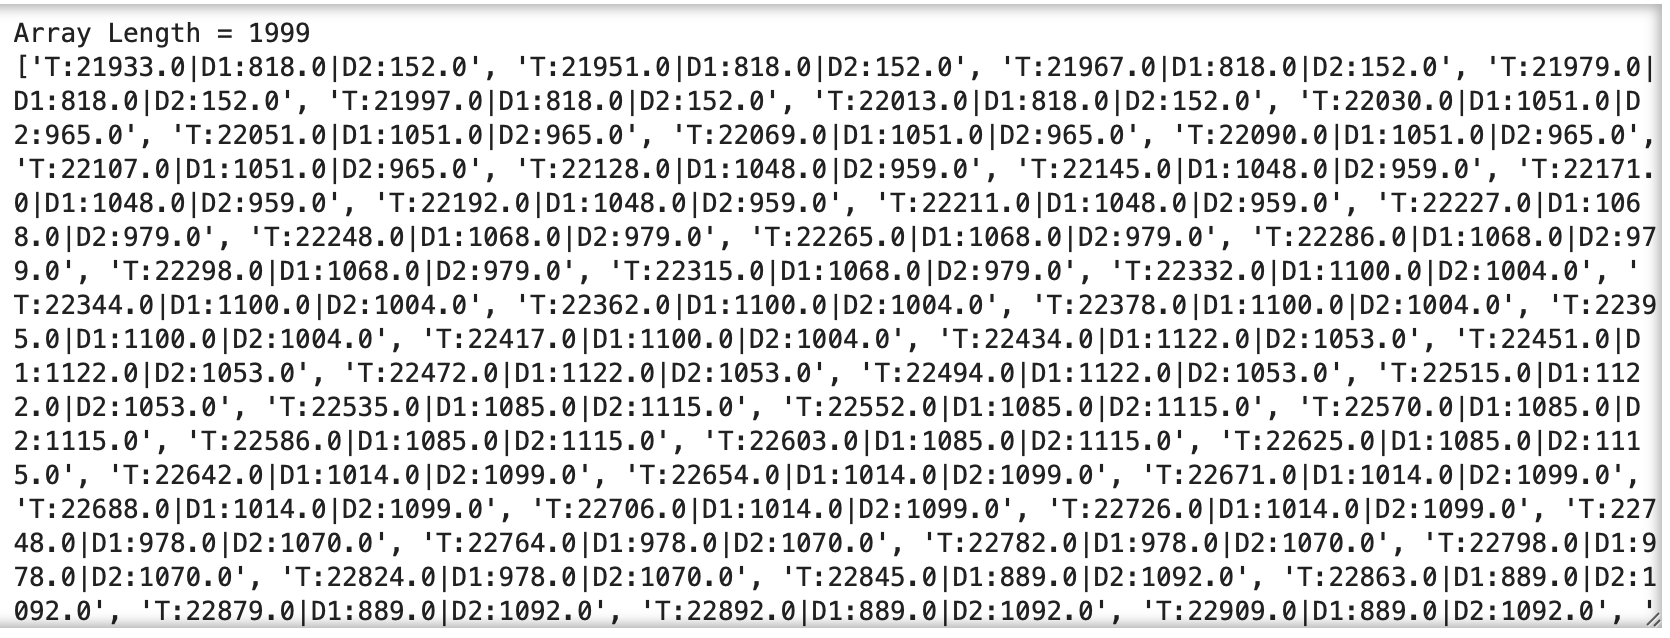 Array Length = 1999
['T:21933.0|D1:818.0|D2:152.0', 'T:21951.0|D1:818.0|D2:152.0', 'T:21967.0|D1:818.0|D2:152.0', 'T:21979.0|
D1:818.0|D2:152.0', 'T:21997.0|D1:818.0|D2:152.0', 'T:22013.0|D1:818.0|D2:152.0', 'T:22030.0|D1:1051.0|D
2:965.0', 'T:22051.0|D1:1051.0|D2:965.0', 'T:22069.0|D1:1051.0|D2:965.0', 'T:22090.0|D1:1051.0|D2:965.0',
'T:22107.0|D1:1051.0|D2:965.0', 'T:22128.0|D1:1048.0|D2:959.0', 'T:22145.0|D1:1048.0|D2:959.0', 'T:22171.
0|D1:1048.0|D2:959.0', 'T:22192.0|D1:1048.0|D2:959.0', 'T:22211.0|D1:1048.0|D2:959.0', 'T:22227.0|D1:106
8.0|D2:979.0', 'T:22248.0|D1:1068.0|D2:979.0', 'T:22265.0|D1:1068.0|D2:979.0', 'T:22286.0|D1:1068.0|D2:97
9.0', 'T:22298.0|D1:1068.0|D2:979.0', 'T:22315.0|D1:1068.0|D2:979.0', 'T:22332.0|D1:1100.0|D2:1004.0', '
T:22344.0|D1:1100.0|D2:1004.0', 'T:22362.0|D1:1100.0|D2:1004.0', 'T:22378.0|D1:1100.0|D2:1004.0', 'T:2239
5.0|D1:1100.0|D2:1004.0', 'T:22417.0|D1:1100.0|D2:1004.0', 'T:22434.0|D1:1122.0|D2:1053.0', 'T:22451.0|D
1:1122.0|D2:1053.0', 'T:22472.0|D1:1122.0|D2:1053.0', 'T:22494.0|D1:1122.0|D2:1053.0', 'T:22515.0|D1:112
2.0|D2:1053.0', 'T:22535.0|D1:1085.0|D2:1115.0', 'T:22552.0|D1:1085.0|D2:1115.0', 'T:22570.0|D1:1085.0|D
2:1115.0', 'T:22586.0|D1:1085.0|D2:1115.0', 'T:22603.0|D1:1085.0|D2:1115.0', 'T:22625.0|D1:1085.0|D2:111
5.0', 'T:22642.0|D1:1014.0|D2:1099.0', 'T:22654.0|D1:1014.0|D2:1099.0', 'T:22671.0|D1:1014.0|D2:1099.0',
'T:22688.0|D1:1014.0|D2:1099.0', 'T:22706.0|D1:1014.0|D2:1099.0', 'T:22726.0|D1:1014.0|D2:1099.0', 'T:227
48.0|D1:978.0|D2:1070.0', 'T:22764.0|D1:978.0|D2:1070.0', 'T:22782.0|D1:978.0|D2:1070.0', 'T:22798.0|D1:9
78.0|D2:1070.0', 'T:22824.0|D1:978.0|D2:1070.0', 'T:22845.0|D1:889.0|D2:1092.0', 'T:22863.0|D1:889.0|D2:1
092.0', 'T:22879.0|D1:889.0|D2:1092.0', 'T:22892.0|D1:889.0|D2:1092.0', 'T:22909.0|D1:889.0|D2:1092.0', '